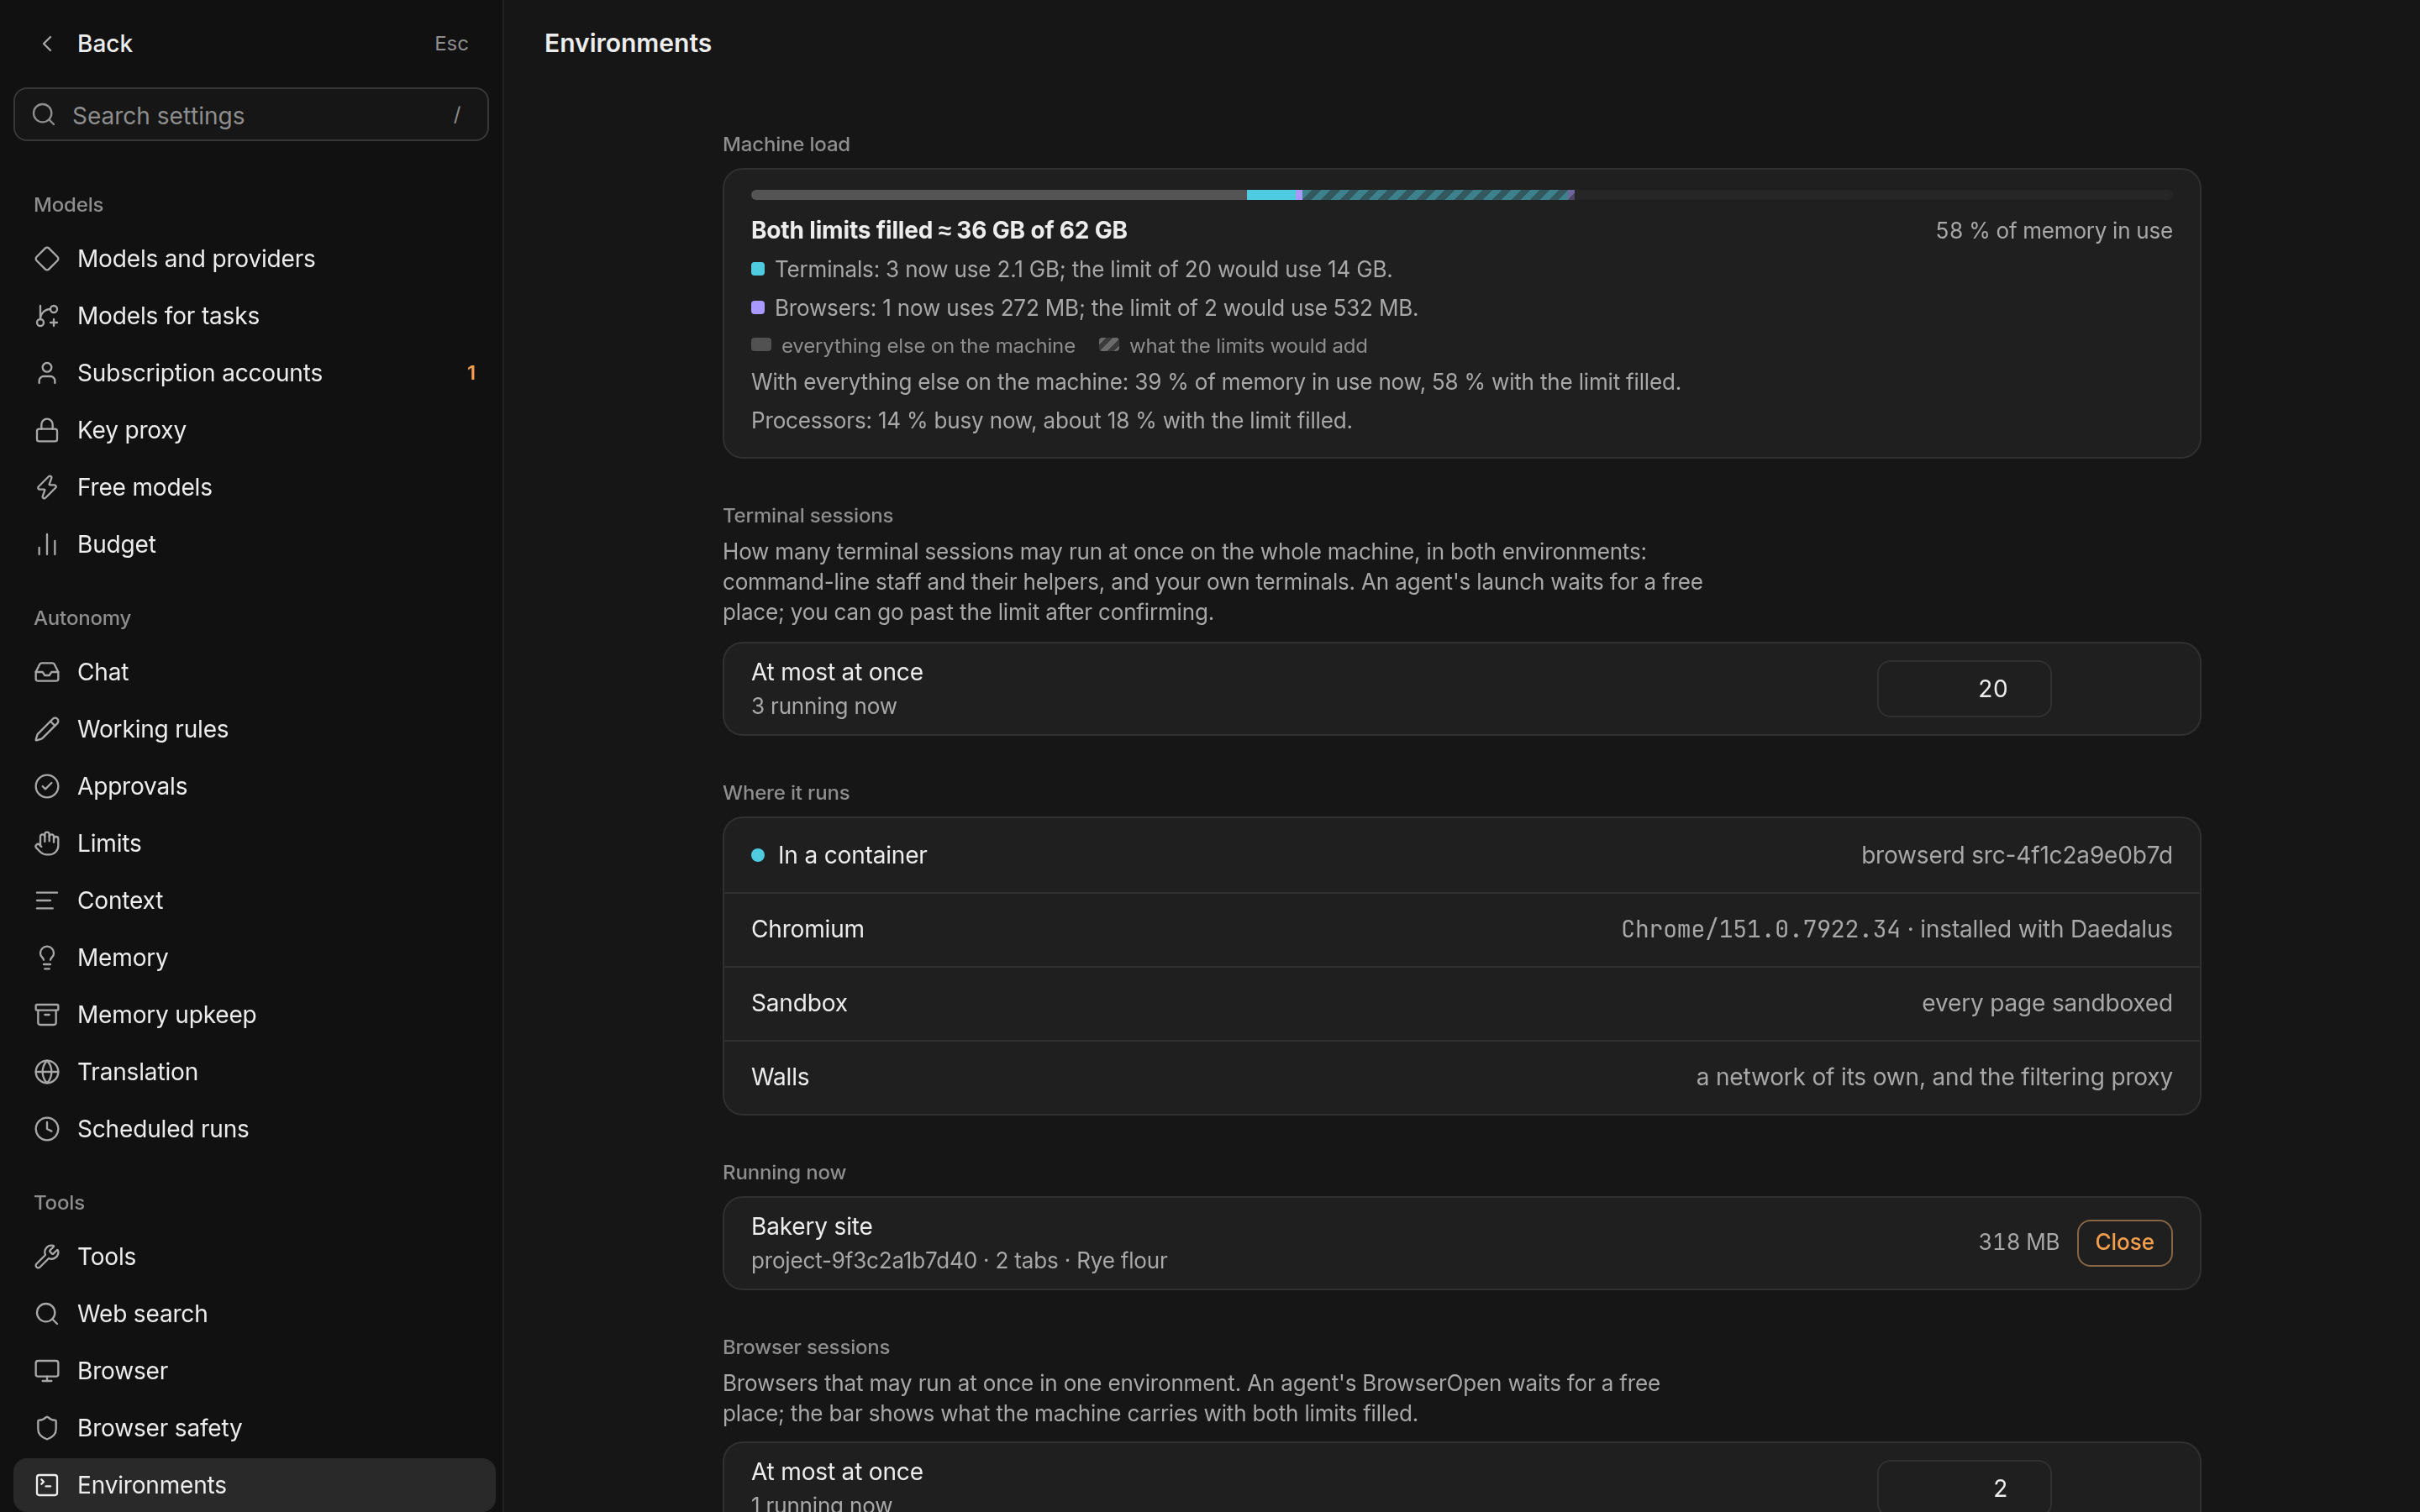 Back
Esc
Search settings
/
Models
Models and providers
Models for tasks
Subscription accounts
1
Key proxy
Free models
Budget
Autonomy
Chat
Working rules
Approvals
Limits
Context
Memory
Memory upkeep
Translation
Scheduled runs
Tools
Tools
Web search
Browser
Browser safety
Environments
Environments
Machine load
Both limits filled ≈ 36 GB of 62 GB
58 % of memory in use
Terminals: 3 now use 2.1 GB; the limit of 20 would use 14 GB.
Browsers: 1 now uses 272 MB; the limit of 2 would use 532 MB.
everything else on the machine
what the limits would add
With everything else on the machine: 39 % of memory in use now, 58 % with the limit filled.
Processors: 14 % busy now, about 18 % with the limit filled.
Terminal sessions
How many terminal sessions may run at once on the whole machine, in both environments:
command-line staff and their helpers, and your own terminals. An agent's launch waits for a free
place; you can go past the limit after confirming.
At most at once
3 running now
20
Where it runs
In a container
browserd src-4f1c2a9e0b7d
Chromium
Chrome/151.0.7922.34 · installed with Daedalus
Sandbox
every page sandboxed
Walls
a network of its own, and the filtering proxy
Running now
Bakery site
project-9f3c2a1b7d40 · 2 tabs · Rye flour
318 MB
Close
Browser sessions
Browsers that may run at once in one environment. An agent's BrowserOpen waits for a free
place; the bar shows what the machine carries with both limits filled.
At most at once
1 running now
2